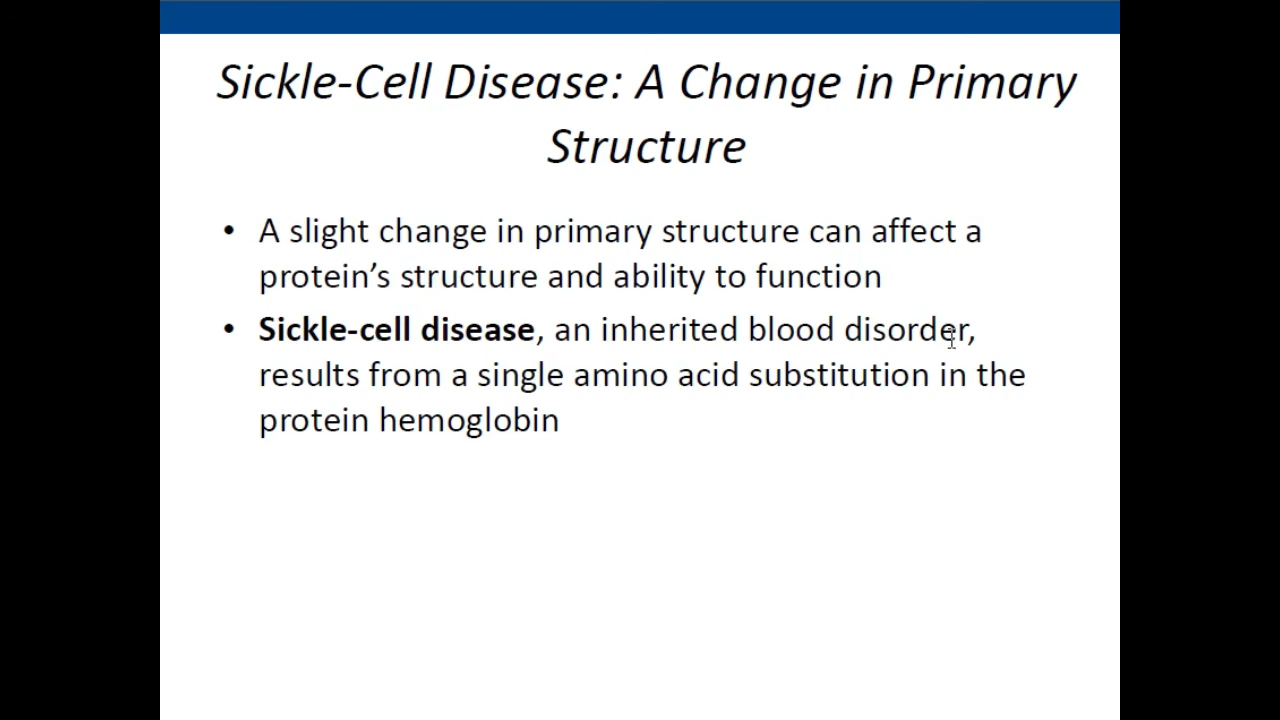 Sickle-Cell Disease: A Change in Primary
Structure
• A slight change in primary structure can affect a
protein’s structure and ability to function
• Sickle-cell disease, an inherited blood disorder,
results from a single amino acid substitution in the
protein hemoglobin